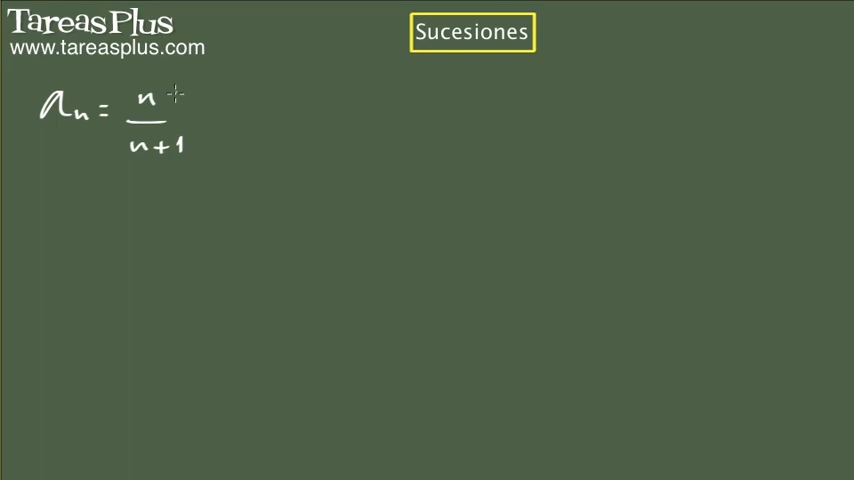 TareasPlus
www.tareasplus.com
Sucesiones
aₙ = n
n+1